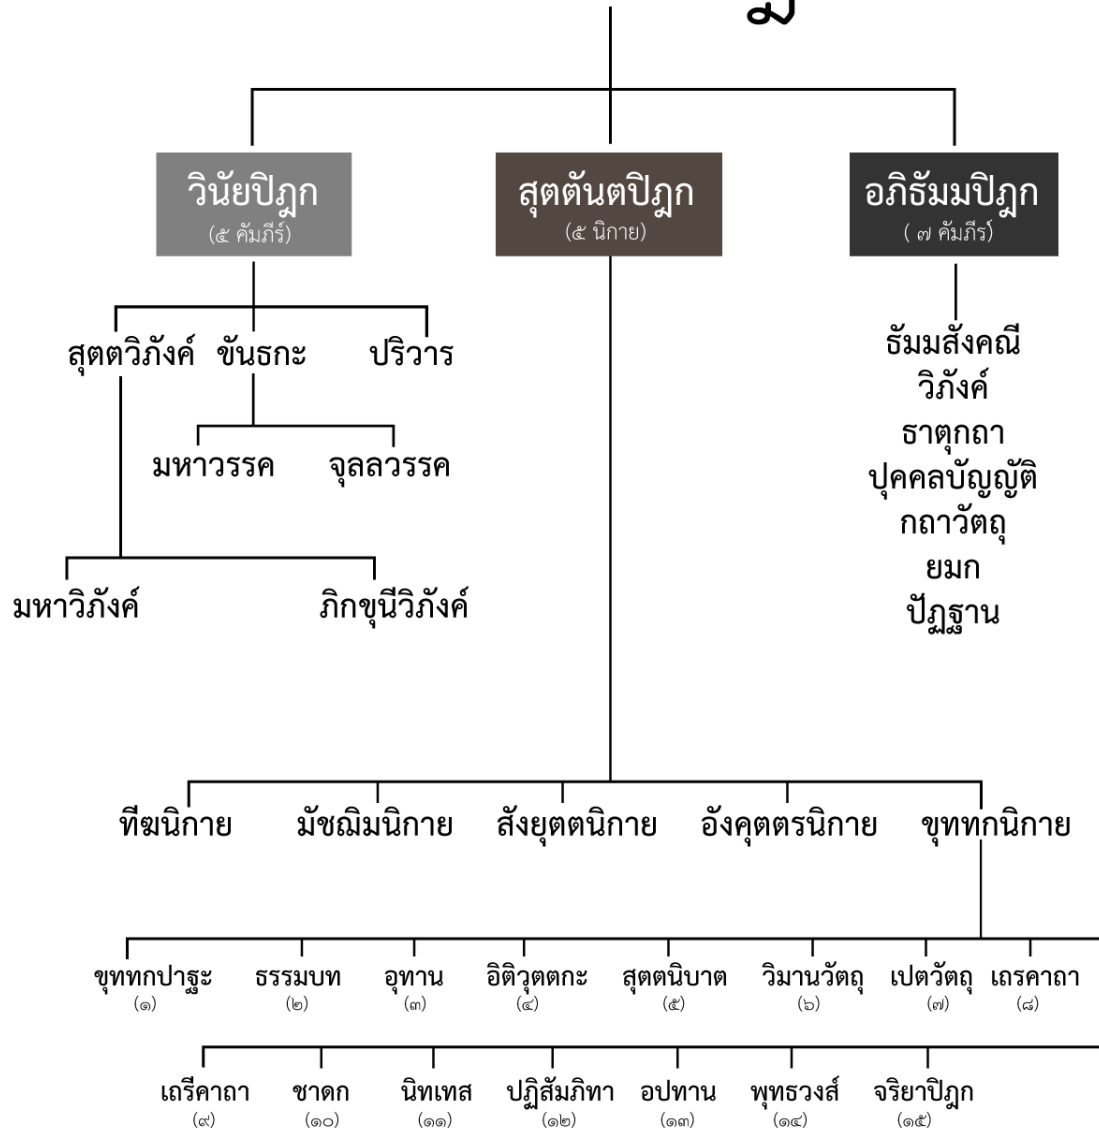 วินัยปิฎก สุตตันตปิฎก อภิธัมมปิฎก
(๕ คัมภีร์) (๕ นิกาย) ( ๗ คัมภีร์)
สุตตวิภังค์ ขันธกะ ปริวาร
มหาวรรค จุลลวรรค
มหาวิภังค์ ภิกขุนีวิภังค์
ธัมมสังคณี
วิภังค์
ธาตุกถา
ปุคคลบัญญัติ
กถาวัตถุ
ยมก
ปัฏฐาน
ทีฆนิกาย มัชฌิมนิกาย สังยุตตนิกาย อังคุตตรนิกาย ขุททกนิกาย
ขุททกปาฐะ ธรรมบท อุทาน อิติวุตตกะ สุตตนิบาต วิมานวัตถุ เปตวัตถุ เถรคาถา
(๑) (๒) (๓) (๔) (๕) (๖) (๗) (๘)
เถรีคาถา ชาดก นิทเทส ปฏิสัมภิทา อปทาน พุทธวงส์ จริยาปิฎก
(๙) (๑๐) (๑๑) (๑๒) (๑๓) (๑๔) (๑๕)